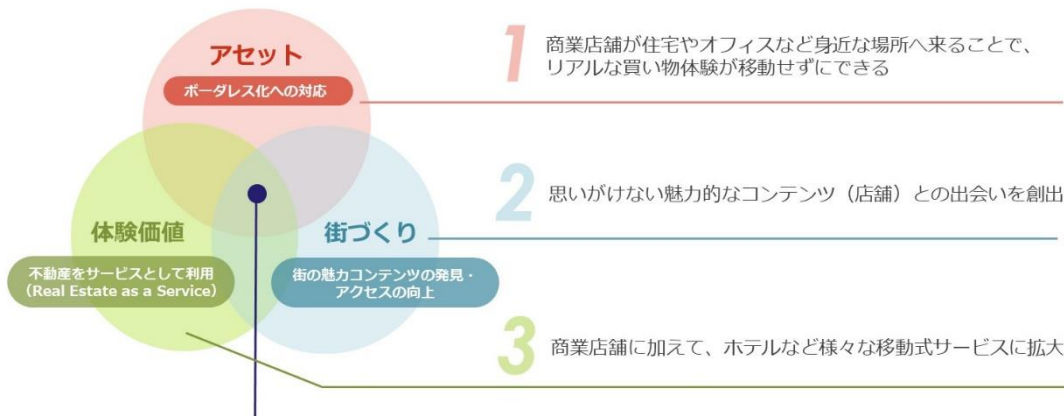 アセット
ボーダレス化への対応
体験価値
不動産をサービスとして利用
（Real Estate as a Service）
街づくり
街の魅力コンテンツの発見・
アクセスの向上
1
商業店舗が住宅やオフィスなど身近な場所へ来ることで、
リアルな買い物体験が移動せずにできる
2
思いがけない魅力的なコンテンツ（店舗）との出会いを創出
3
商業店舗に加えて、ホテルなど様々な移動式サービスに拡大